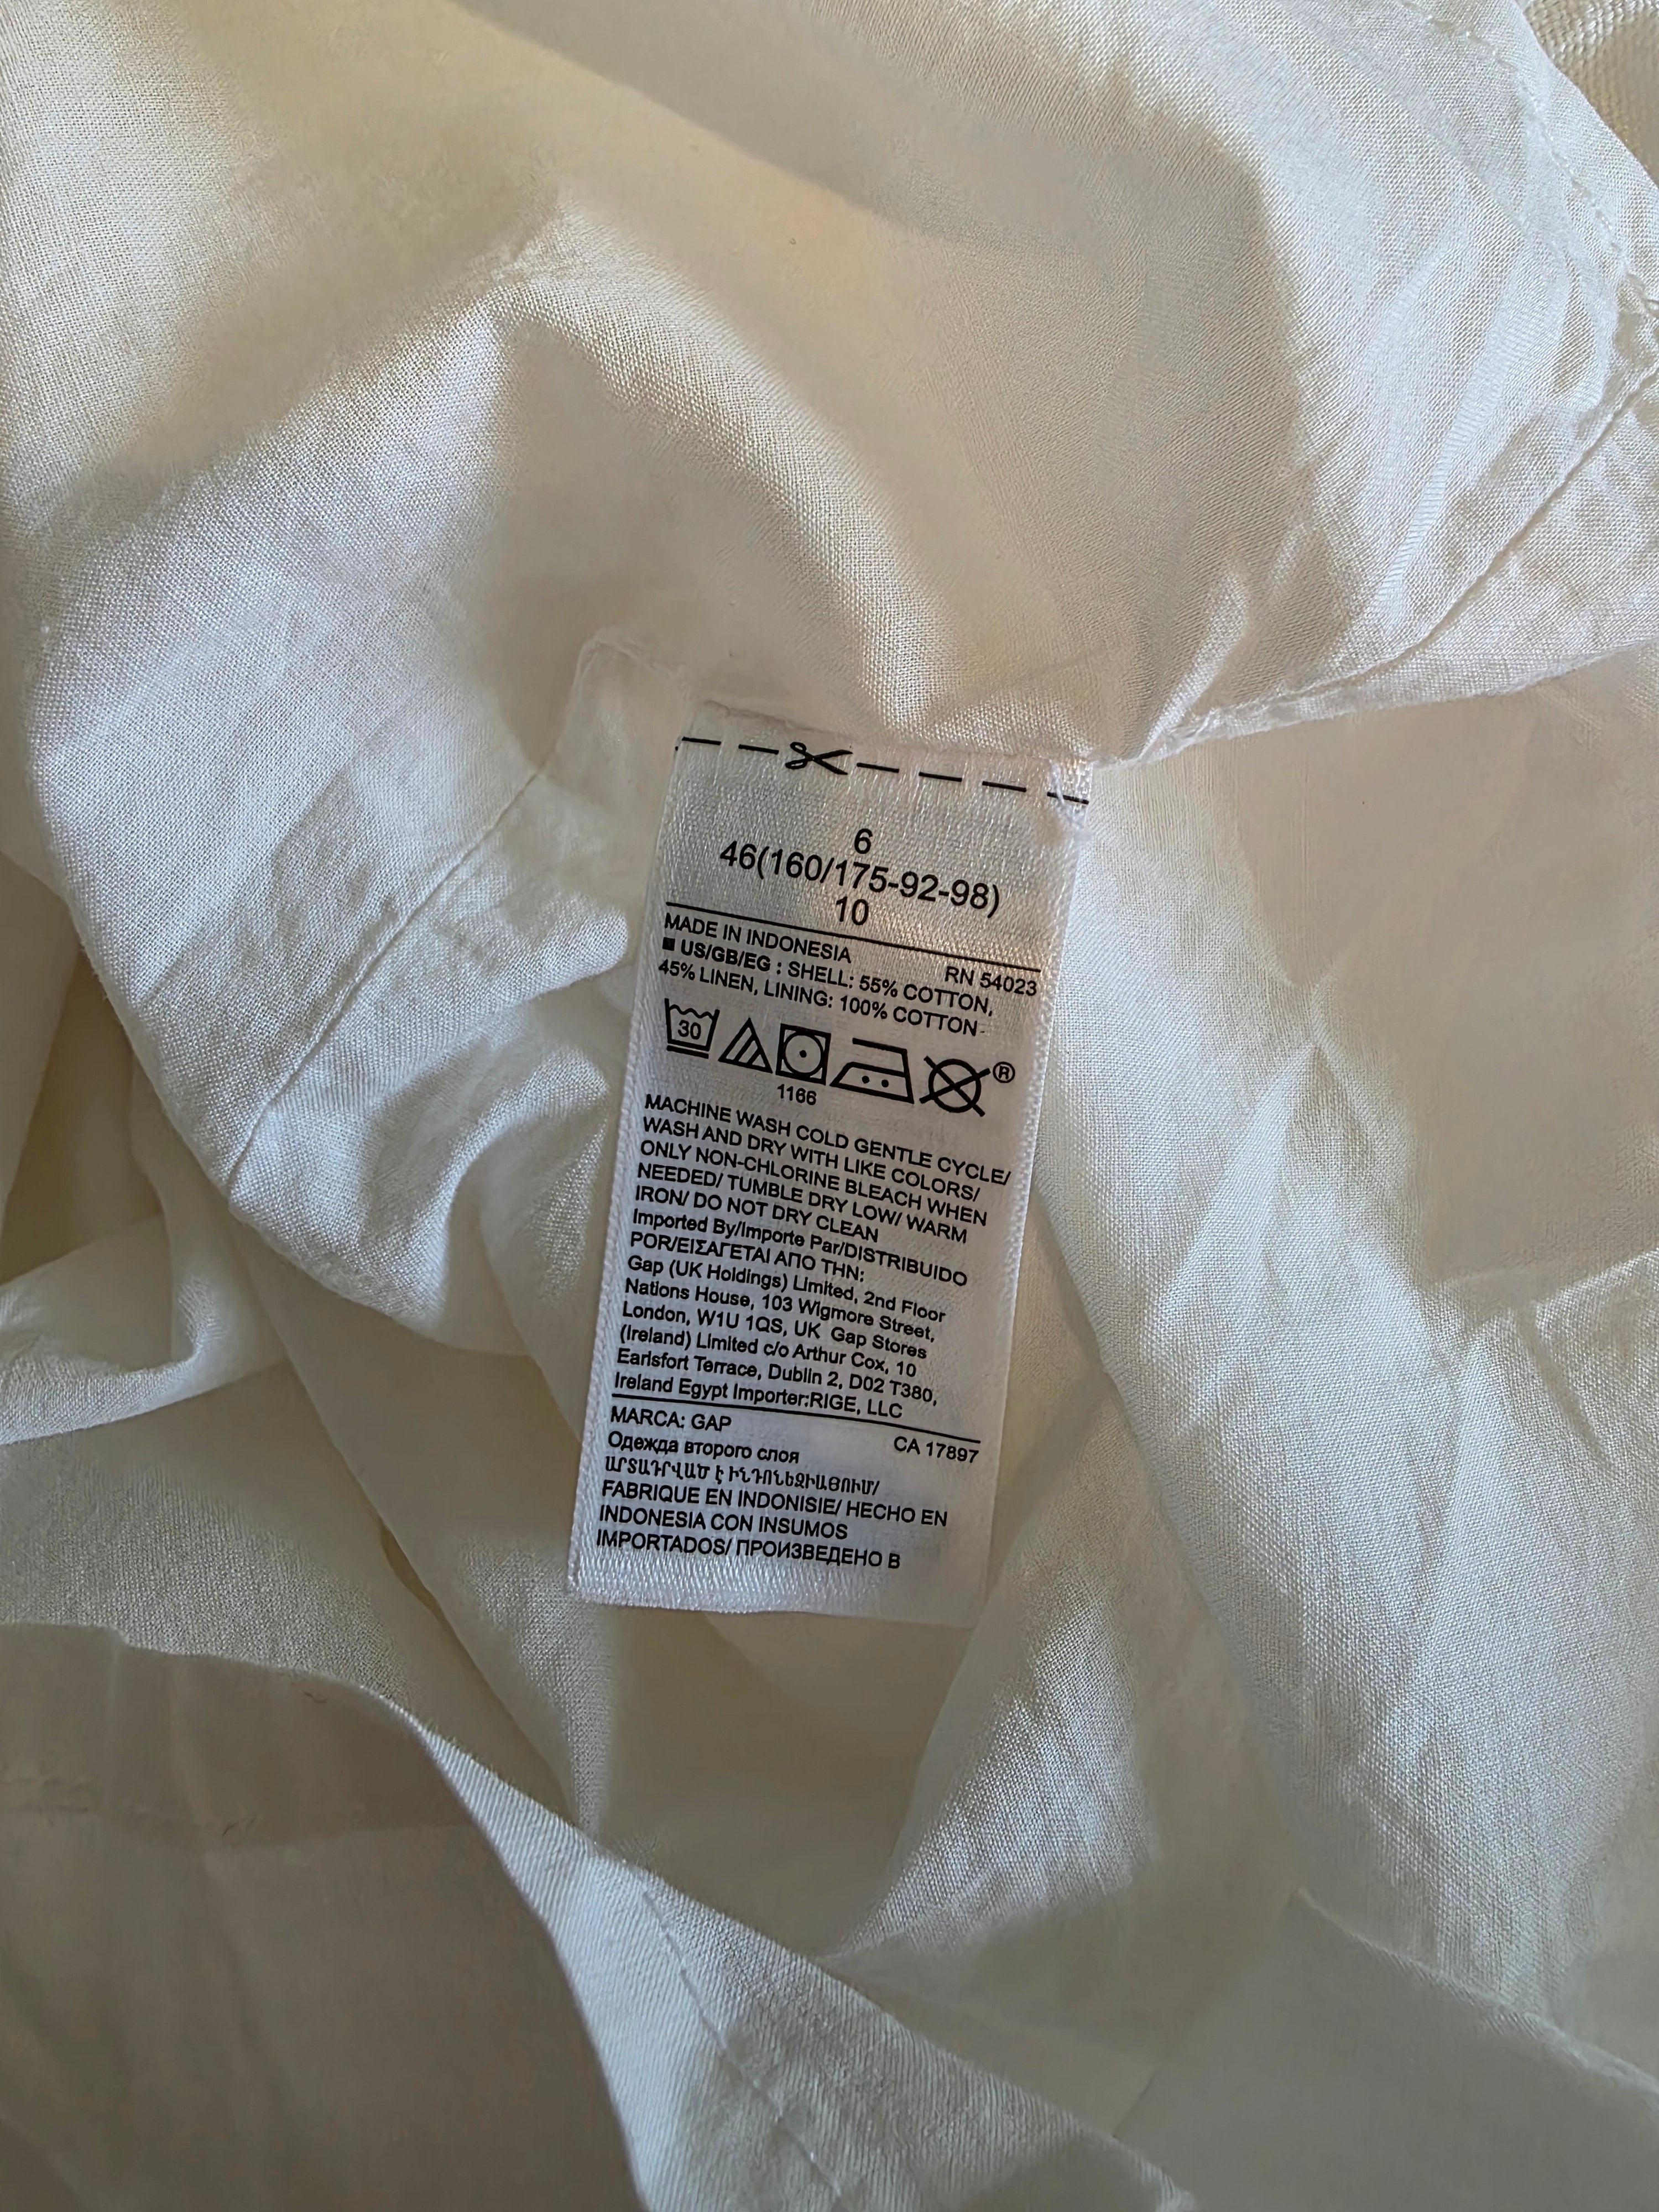 6
46(160/175-92-98)
10
MADE IN INDONESIA RN 54023
US/GB/EG : SHELL: 55% COTTON,
45% LINEN, LINING: 100% COTTON
30
®
1166
MACHINE WASH COLD GENTLE CYCLE/
WASH AND DRY WITH LIKE COLORS/
ONLY NON-CHLORINE BLEACH WHEN
NEEDED/ TUMBLE DRY LOW/ WARM
IRON/ DO NOT DRY CLEAN
Imported By/Importe Par/DISTRIBUIDO
POR/ΕΙΣΑΓΕΤΑΙ ΑΠΟ ΤΗΝ:
Gap (UK Holdings) Limited, 2nd Floor
Nations House, 103 Wigmore Street,
London, W1U 1QS, UK Gap Stores
(Ireland) Limited c/o Arthur Cox, 10
Earlsfort Terrace, Dublin 2, D02 T380,
Ireland Egypt Importer:RIGE, LLC
MARCA: GAP CA 17897
Одежда второго слоя
ԱՐՏԱԴՐՎԱԾ Է ԻՆԴՈՆԵԶԻԱՅՈՒՄ/
FABRIQUE EN INDONISIE/ HECHO EN
INDONESIA CON INSUMOS
IMPORTADOS/ ПРОИЗВЕДЕНО В